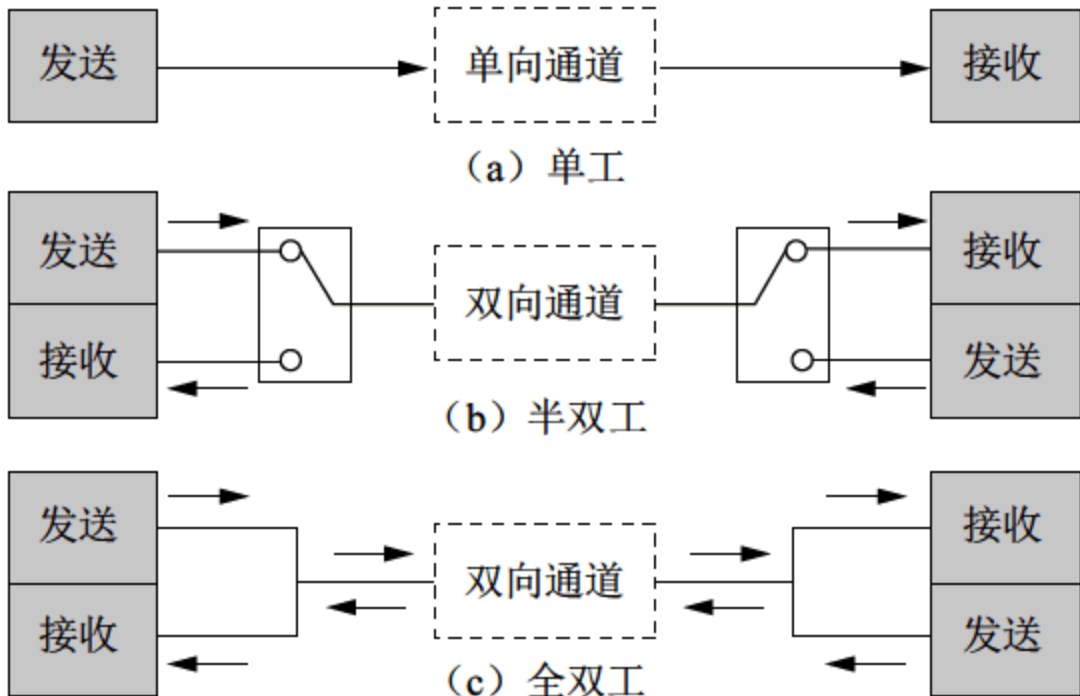 发送 单向通道 接收
（a）单工
发送 接收
双向通道
接收 发送
（b）半双工
发送 接收
双向通道
接收 发送
（c）全双工